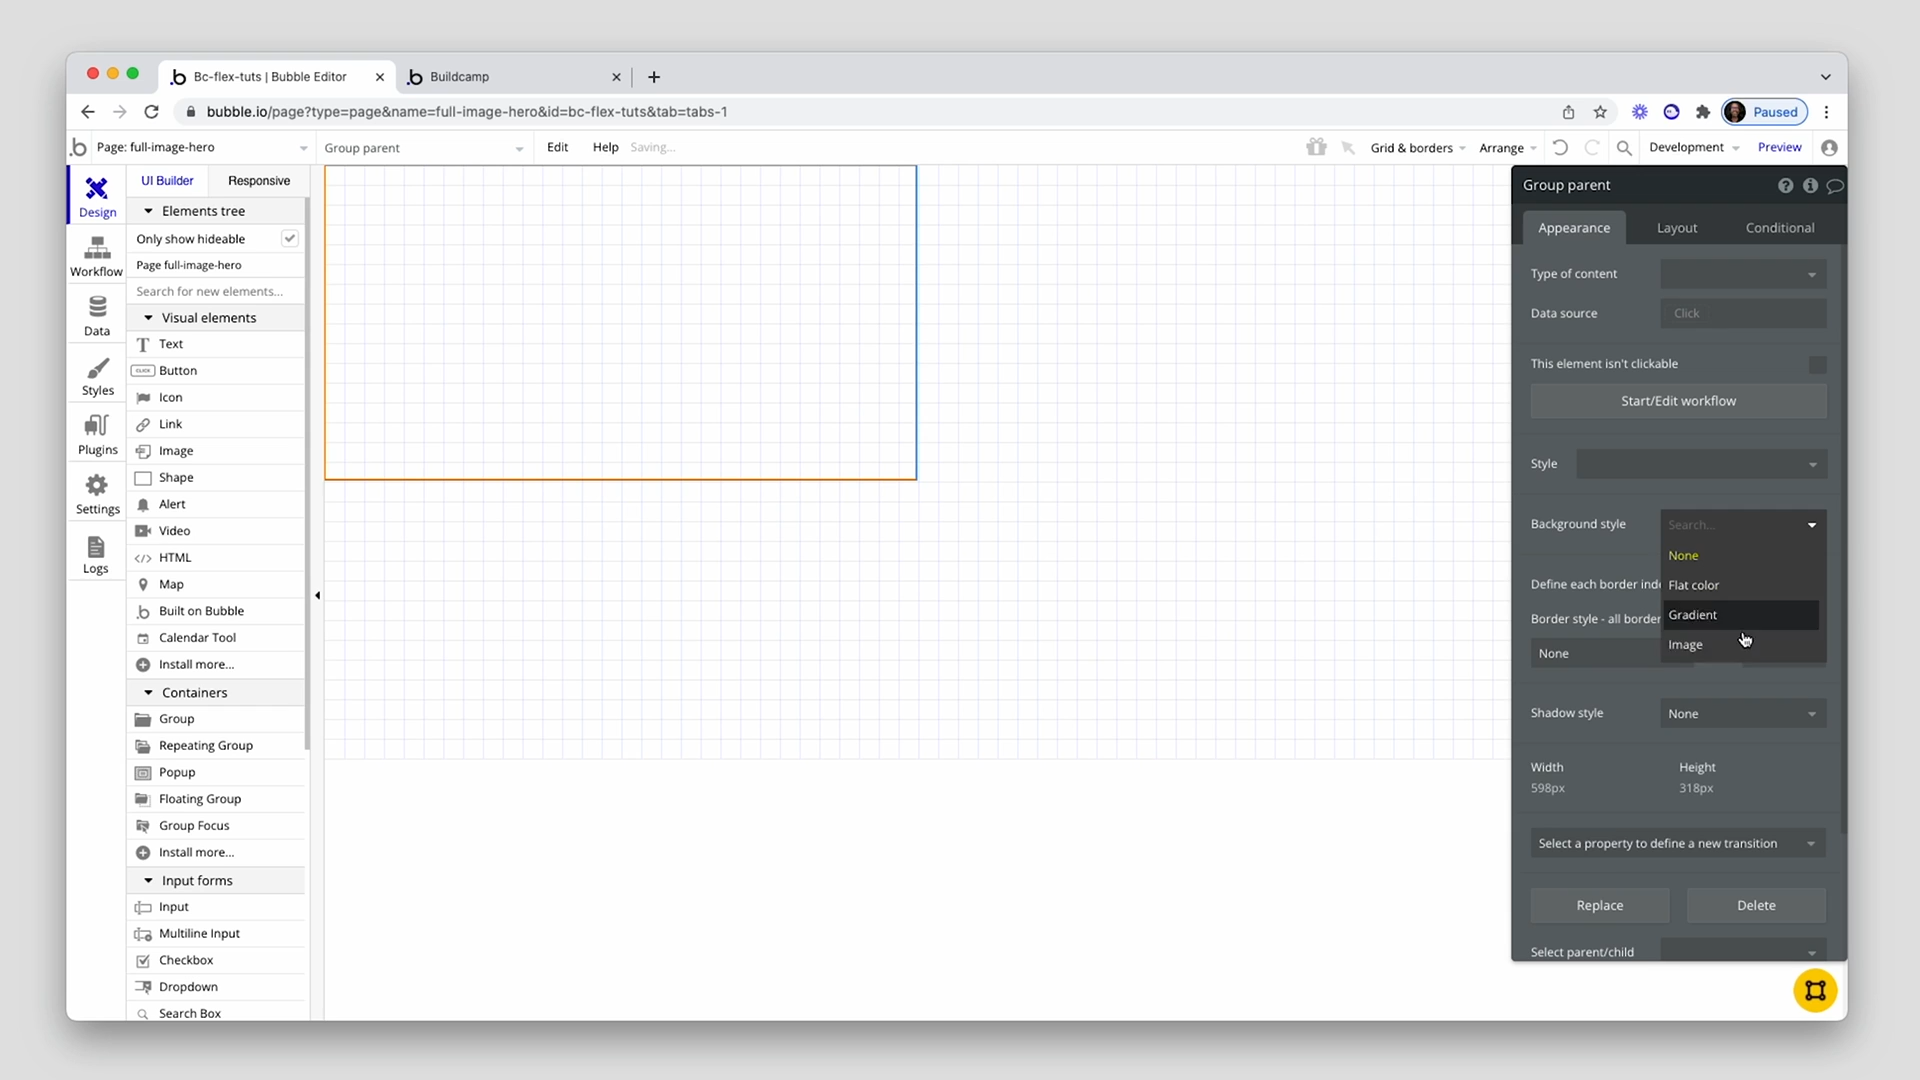 Bc-flex-tuts | Bubble Editor
Buildcamp
bubble.io/page?type=page&name=full-image-hero&id=bc-flex-tuts&tab=tabs-1
Paused
Page: full-image-hero
Group parent
Edit
Help
Saving...
Grid & borders
Arrange
Development
Preview
Design
Workflow
Data
Styles
Plugins
Settings
Logs
UI Builder
Responsive
Elements tree
Only show hideable
Page full-image-hero
Search for new elements...
Visual elements
Text
CLICK
Button
Icon
Link
Image
Shape
Alert
Video
HTML
Map
Built on Bubble
Calendar Tool
Install more...
Containers
Group
Repeating Group
Popup
Floating Group
Group Focus
Install more...
Input forms
Input
Multiline Input
Checkbox
Dropdown
Search Box
Group parent
Appearance
Layout
Conditional
Type of content
Data source
Click
This element isn't clickable
Start/Edit workflow
Style
Background style
Search...
None
Flat color
Gradient
Image
Define each border inde
Border style - all border
None
Shadow style
None
Width
Height
598px
318px
Select a property to define a new transition
Replace
Delete
Select parent/child